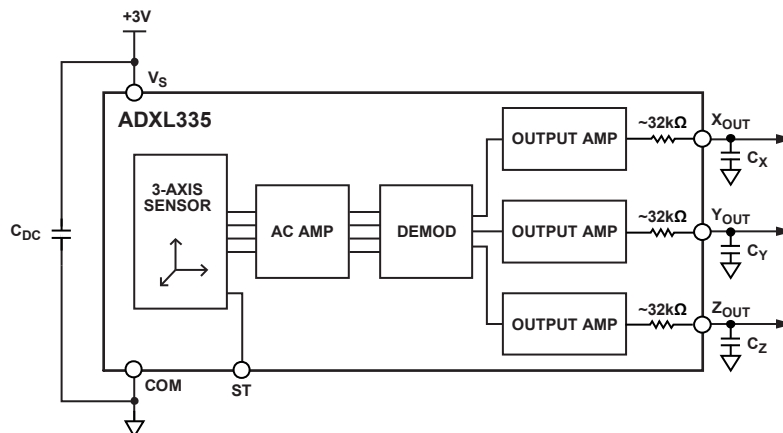 +3V
V_S
ADXL335
3-AXIS
SENSOR
AC AMP
DEMOD
OUTPUT AMP
~32kΩ
X_OUT
C_X
OUTPUT AMP
~32kΩ
Y_OUT
C_Y
OUTPUT AMP
~32kΩ
Z_OUT
C_Z
C_DC
COM
ST